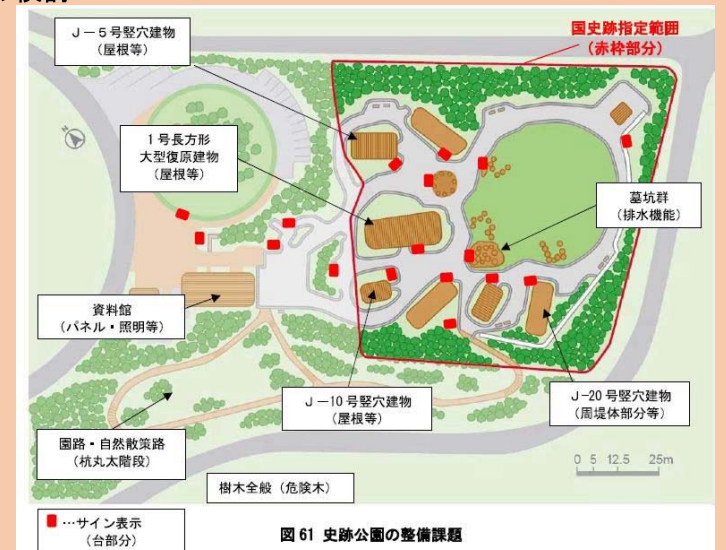 J－5号竪穴建物
（屋根等）
国史跡指定範囲
（赤枠部分）
N
1号長方形
大型復原建物
（屋根等）
墓坑群
（排水機能）
資料館
（パネル・照明等）
J－10号竪穴建物
（屋根等）
J-20号竪穴建物
（周堤体部分等）
園路・自然散策路
（杭丸太階段）
樹木全般（危険木）
0 5 12.5 25m
…サイン表示
（台部分）
図61 史跡公園の整備課題